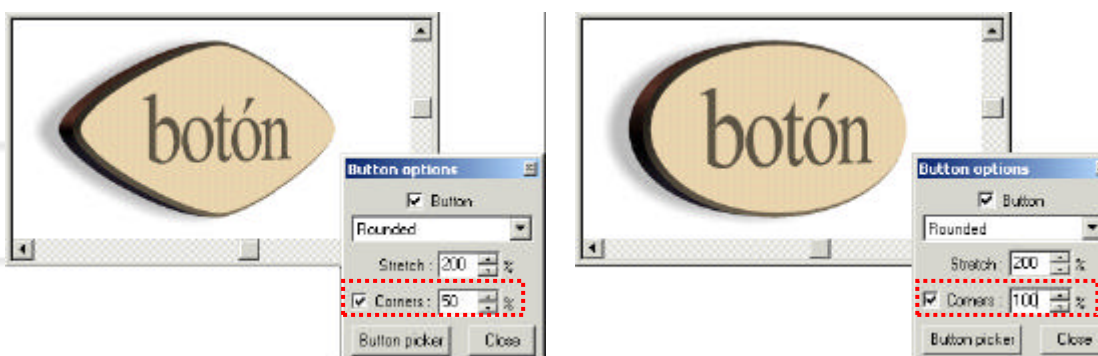 botón
Button options
Button
Rounded
Stretch : 200 %
Corners : 50 %
Button picker Close
botón
Button options
Button
Rounded
Stretch : 200 %
Corners : 100 %
Button picker Close